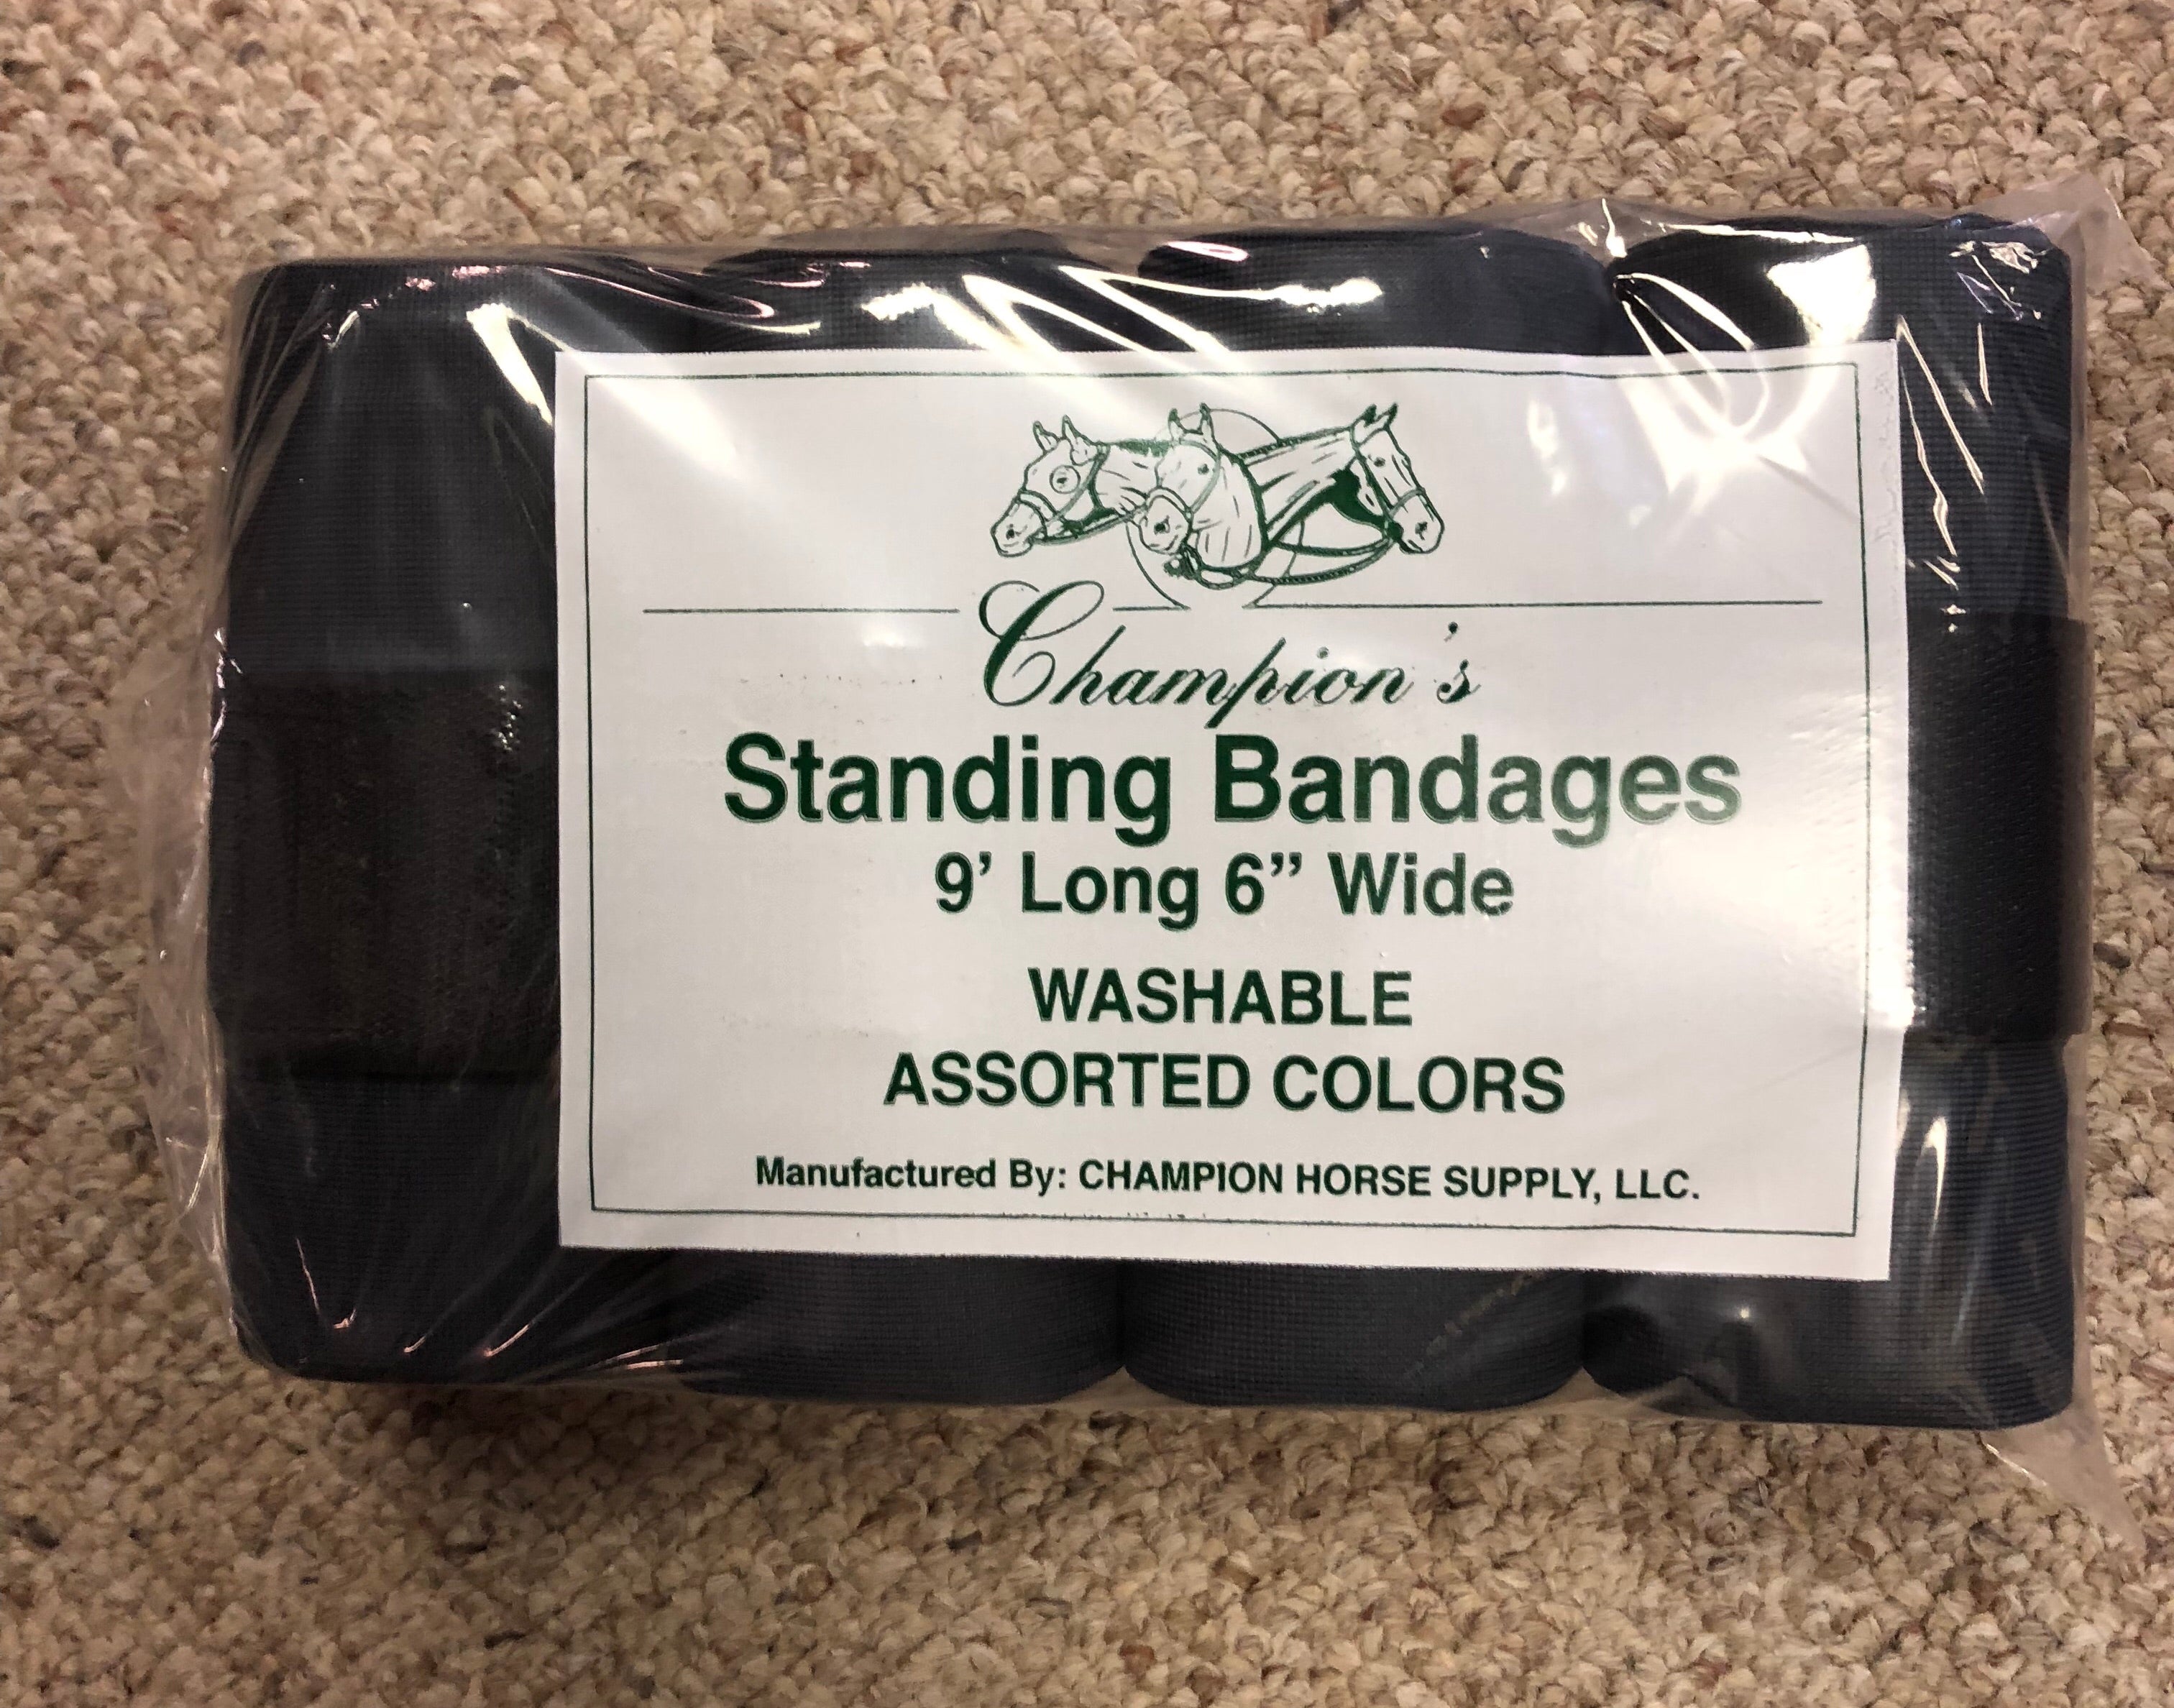 Champion's
Standing Bandages
9’ Long 6” Wide
WASHABLE
ASSORTED COLORS
Manufactured By: CHAMPION HORSE SUPPLY, LLC.